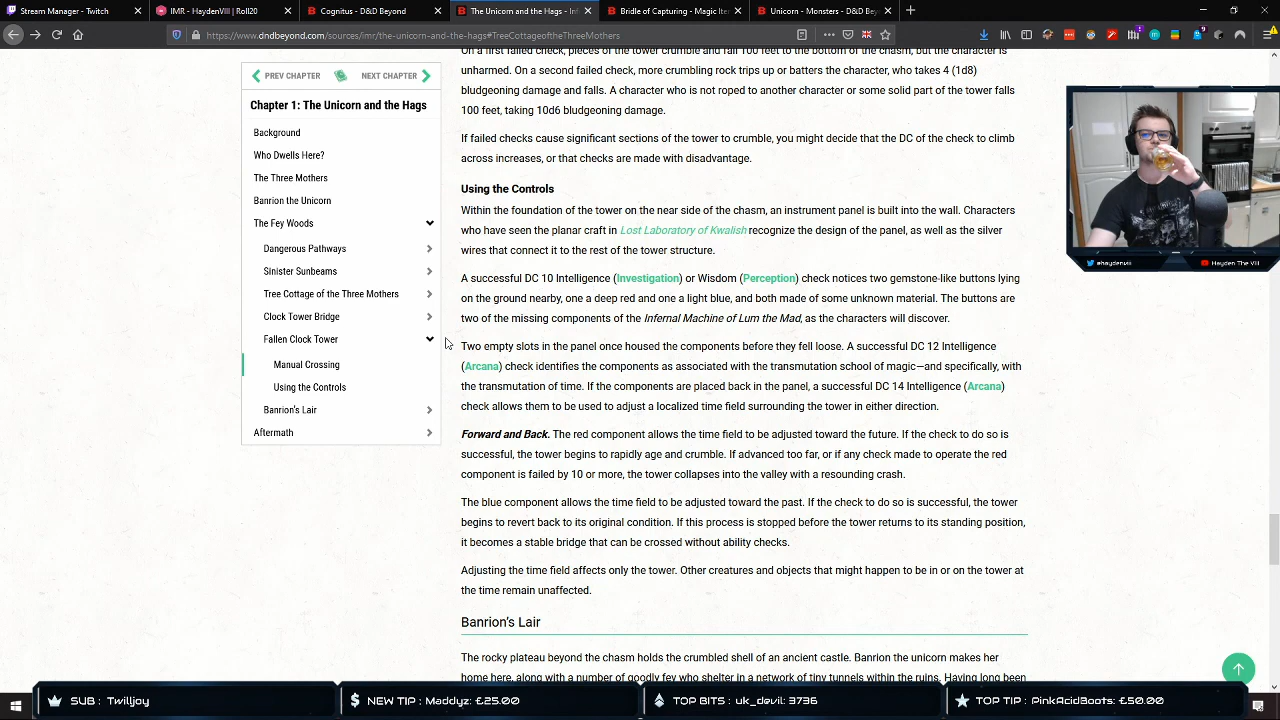 Stream Manager - Twitch
IMR - HaydenVIII | Roll20
Cognitus - D&D Beyond
The Unicorn and the Hags - Inf
Bridle of Capturing - Magic Iter
Unicorn - Monsters - D&D Bey
https://www.dndbeyond.com/sources/imr/the-unicorn-and-the-hags#TreeCottageoftheThreeMothers
On a first failed check, pieces of the tower crumble and fall 100 feet to the bottom of the chasm, but the character is
unharmed. On a second failed check, more crumbling rock trips up or batters the character, who takes 4 (1d8)
bludgeoning damage and falls. A character who is not roped to another character or some solid part of the tower falls
100 feet, taking 10d6 bludgeoning damage.
If failed checks cause significant sections of the tower to crumble, you might decide that the DC of the check to climb
across increases, or that checks are made with disadvantage.
Using the Controls
Within the foundation of the tower on the near side of the chasm, an instrument panel is built into the wall. Characters
who have seen the planar craft in Lost Laboratory of Kwalish recognize the design of the panel, as well as the silver
wires that connect it to the rest of the tower structure.
A successful DC 10 Intelligence (Investigation) or Wisdom (Perception) check notices two gemstone-like buttons lying
on the ground nearby, one a deep red and one a light blue, and both made of some unknown material. The buttons are
two of the missing components of the Infernal Machine of Lum the Mad, as the characters will discover.
Two empty slots in the panel once housed the components before they fell loose. A successful DC 12 Intelligence
(Arcana) check identifies the components as associated with the transmutation school of magic—and specifically, with
the transmutation of time. If the components are placed back in the panel, a successful DC 14 Intelligence (Arcana)
check allows them to be used to adjust a localized time field surrounding the tower in either direction.
Forward and Back. The red component allows the time field to be adjusted toward the future. If the check to do so is
successful, the tower begins to rapidly age and crumble. If advanced too far, or if any check made to operate the red
component is failed by 10 or more, the tower collapses into the valley with a resounding crash.
The blue component allows the time field to be adjusted toward the past. If the check to do so is successful, the tower
begins to revert back to its original condition. If this process is stopped before the tower returns to its standing position,
it becomes a stable bridge that can be crossed without ability checks.
Adjusting the time field affects only the tower. Other creatures and objects that might happen to be in or on the tower at
the time remain unaffected.
Banrion's Lair
The rocky plateau beyond the chasm holds the crumbled shell of an ancient castle. Banrion the unicorn makes her
home here, along with a number of goodly fey who shelter in a network of tiny tunnels within the ruins. Having long been
PREV CHAPTER
NEXT CHAPTER
Chapter 1: The Unicorn and the Hags
Background
Who Dwells Here?
The Three Mothers
Banrion the Unicorn
The Fey Woods
Dangerous Pathways
Sinister Sunbeams
Tree Cottage of the Three Mothers
Clock Tower Bridge
Fallen Clock Tower
Manual Crossing
Using the Controls
Banrion's Lair
Aftermath
@haydenviii
Hayden The VIII
SUB : Twilljoy
NEW TIP : Maddyz: £25.00
TOP BITS : uk_devil: 3736
TOP TIP : PinkAcidBoots: £50.00